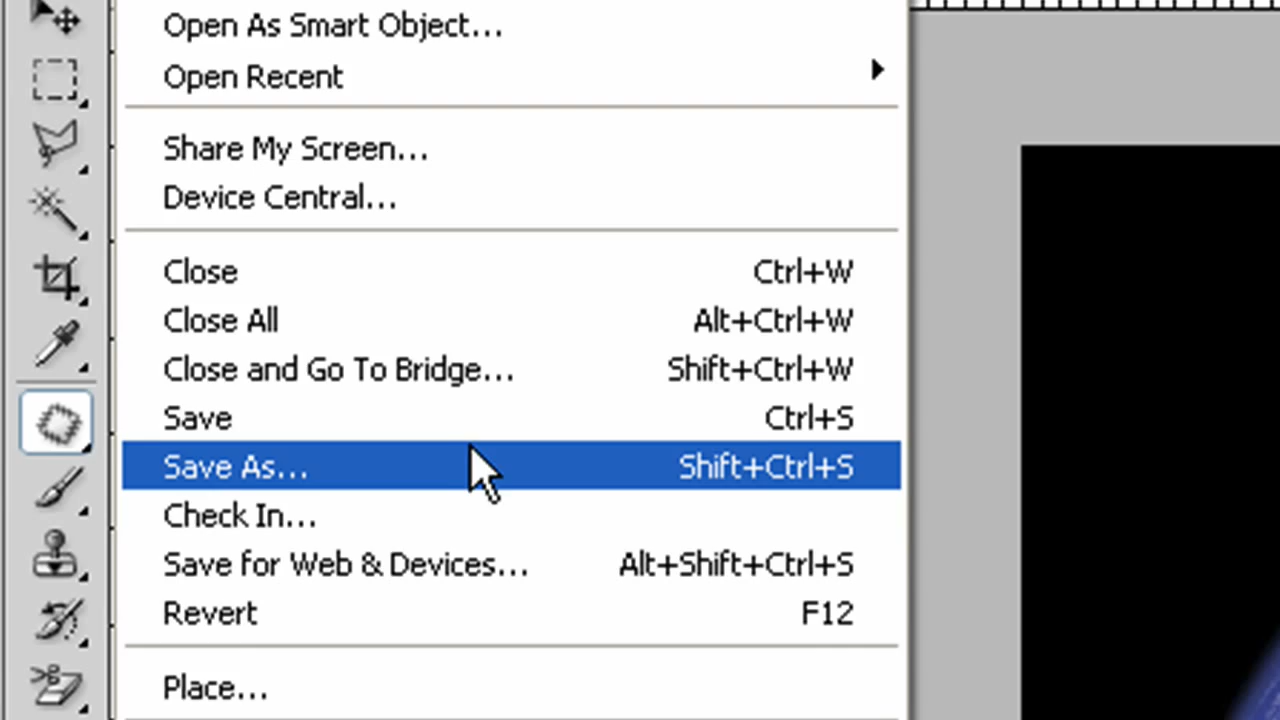 Open As Smart Object...
Open Recent
Share My Screen...
Device Central...
Close Ctrl+W
Close All Alt+Ctrl+W
Close and Go To Bridge... Shift+Ctrl+W
Save Ctrl+S
Save As... Shift+Ctrl+S
Check In...
Save for Web & Devices... Alt+Shift+Ctrl+S
Revert F12
Place...